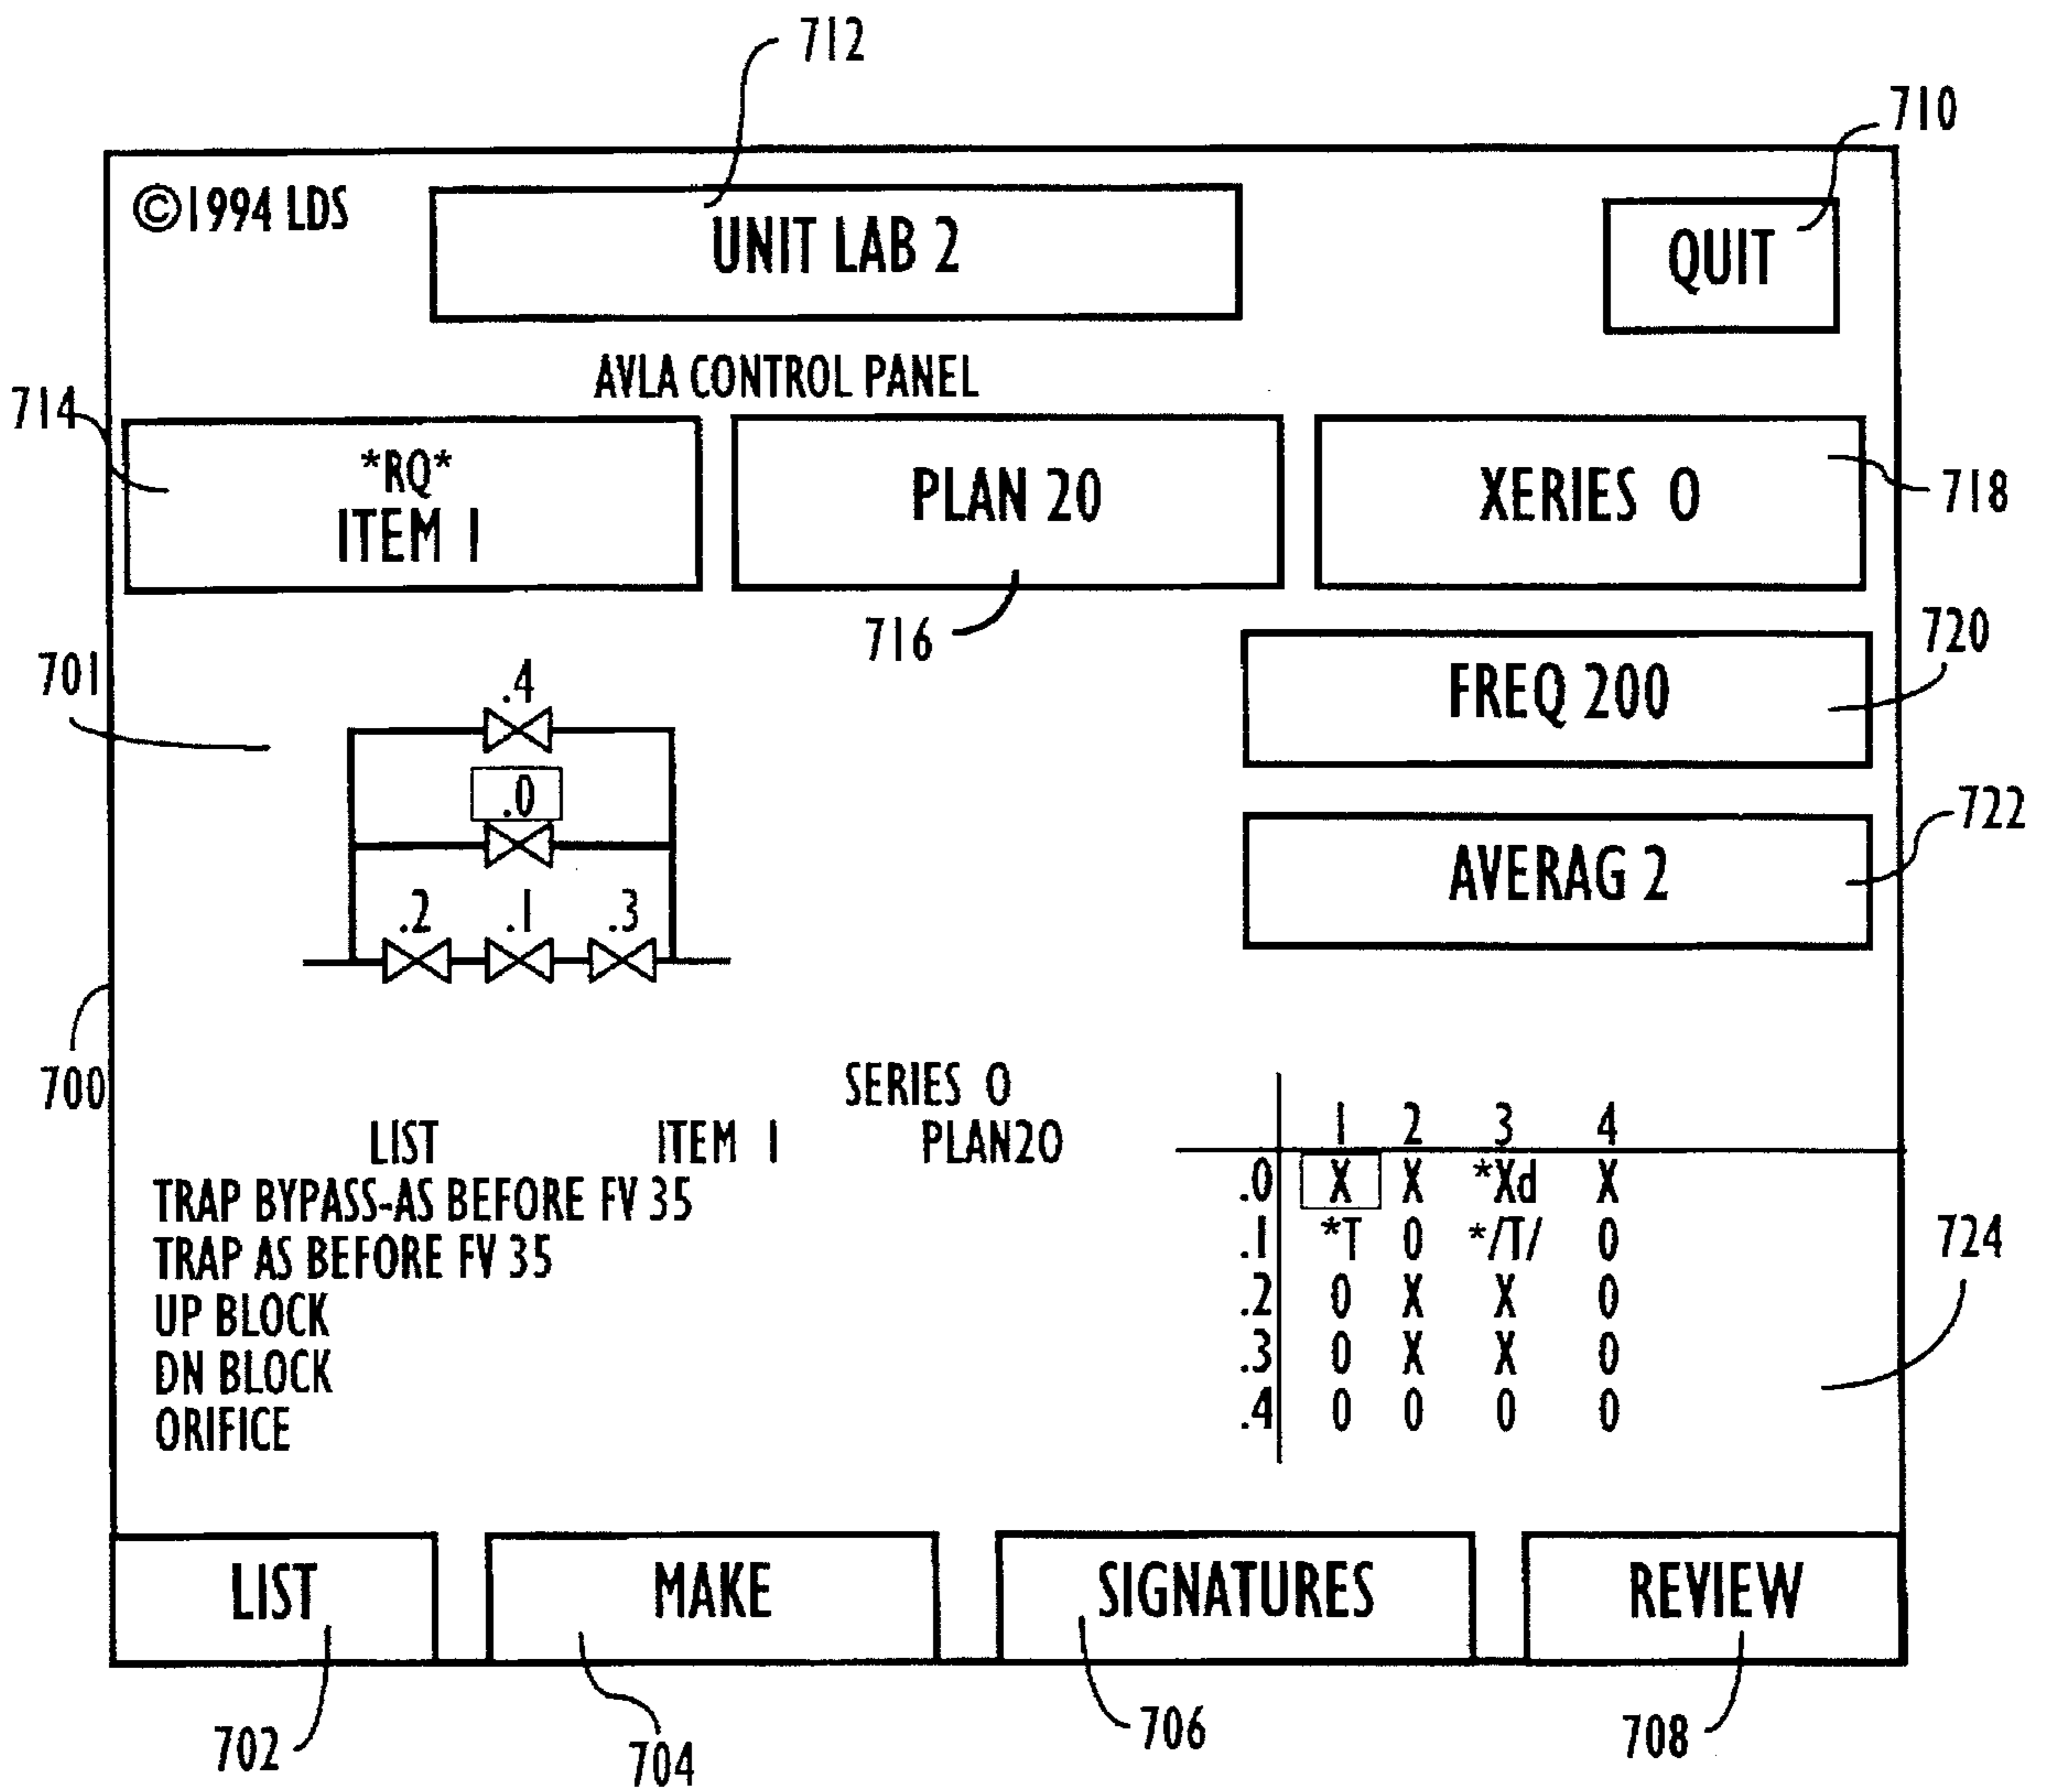 712
710
©1994 LDS
UNIT LAB 2
QUIT
AVLA CONTROL PANEL
714
*RQ*
ITEM 1
PLAN 20
XERIES 0
718
716
720
FREQ 200
701
.4
.0
722
AVERAG 2
.2 .1 .3
700
SERIES 0
LIST ITEM 1 PLAN20
1 2 3 4
TRAP BYPASS-AS BEFORE FV 35
.0 X X *Xd X
TRAP AS BEFORE FV 35
.1 *T 0 */T/ 0
724
UP BLOCK
.2 0 X X 0
DN BLOCK
.3 0 X X 0
ORIFICE
.4 0 0 0 0
LIST
MAKE
SIGNATURES
REVIEW
702
704
706
708